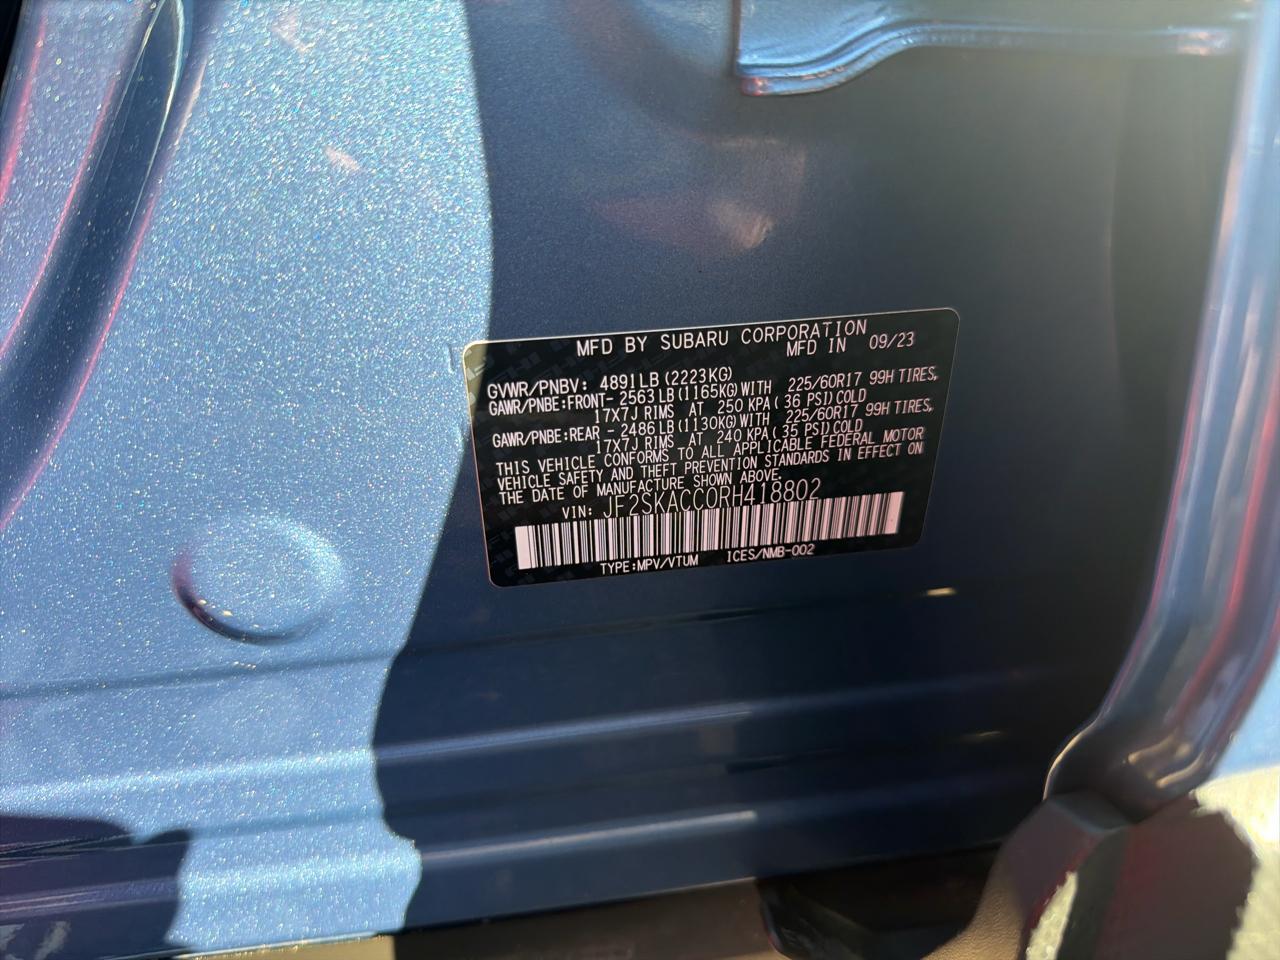 MFD BY SUBARU CORPORATION
MFD IN 09/23
GVWR/PNBV: 4891LB(2223KG)
GAWR/PNBE:FRONT- 2563LB(1165KG)WITH 225/60R17 99H TIRES,
17X7J RIMS AT 250 KPA( 36 PSI)COLD
GAWR/PNBE:REAR - 2486LB(1130KG)WITH 225/60R17 99H TIRES,
17X7J RIMS AT 240 KPA( 35 PSI)COLD
THIS VEHICLE CONFORMS TO ALL APPLICABLE FEDERAL MOTOR
VEHICLE SAFETY AND THEFT PREVENTION STANDARDS IN EFFECT ON
THE DATE OF MANUFACTURE SHOWN ABOVE.
VIN: JF2SKACC0RH418802
TYPE:MPV/VTUM ICES/NMB-002